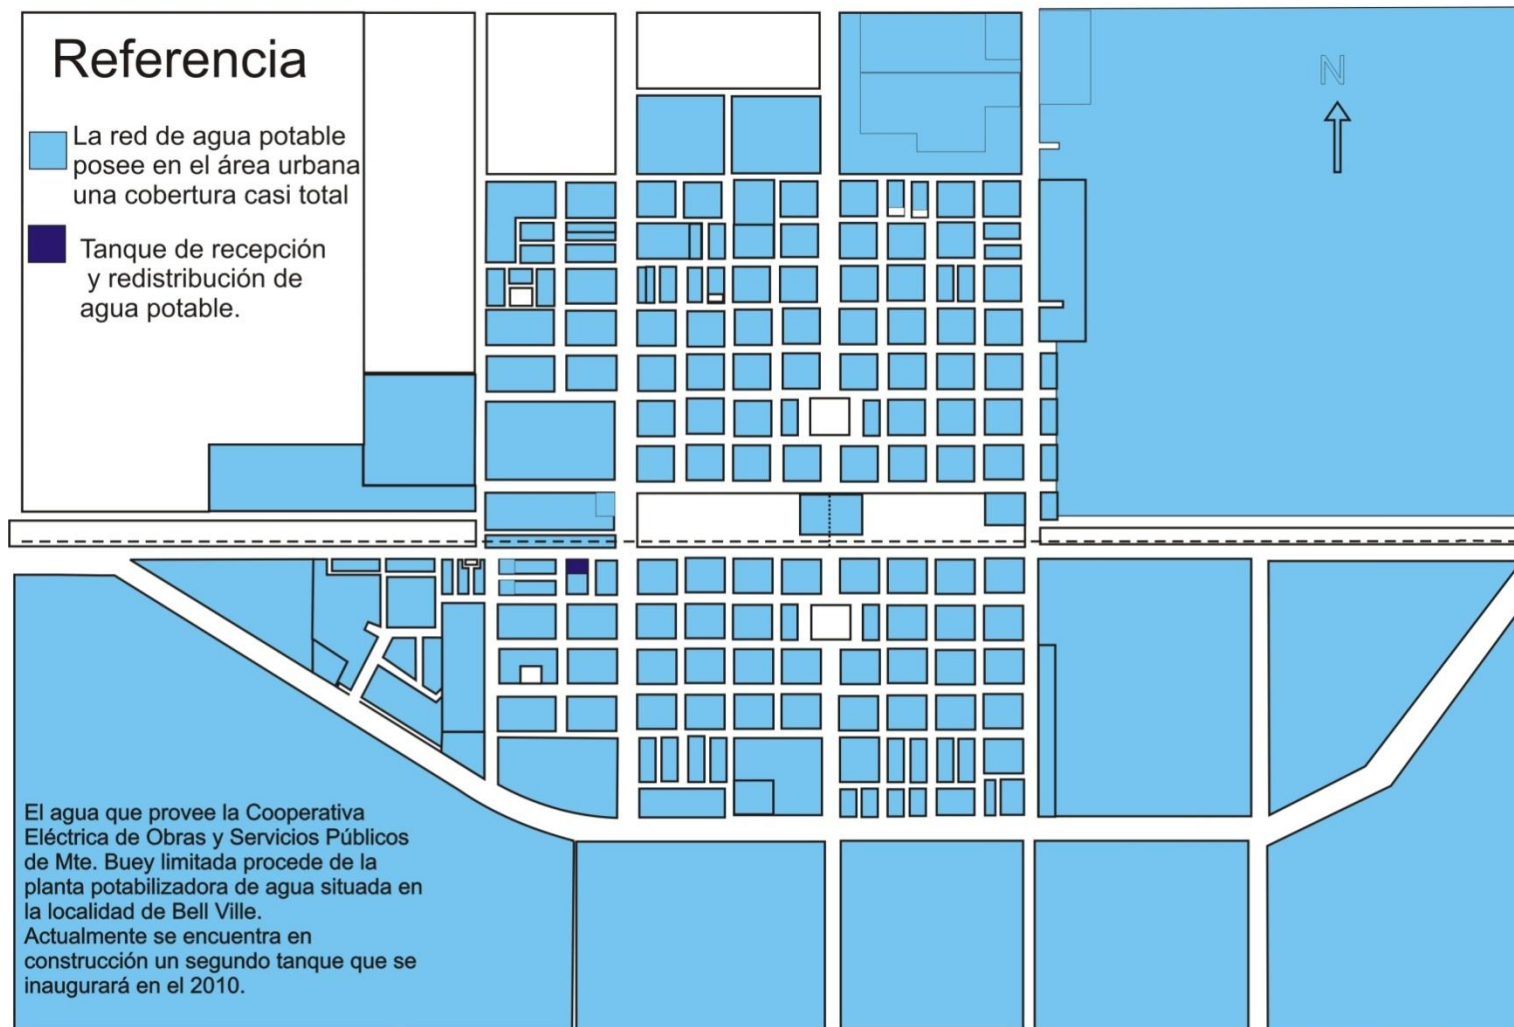 Referencia
La red de agua potable
posee en el área urbana
una cobertura casi total
Tanque de recepción
y redistribución de
agua potable.
N
El agua que provee la Cooperativa
Eléctrica de Obras y Servicios Públicos
de Mte. Buey limitada procede de la
planta potabilizadora de agua situada en
la localidad de Bell Ville.
Actualmente se encuentra en
construcción un segundo tanque que se
inaugurará en el 2010.